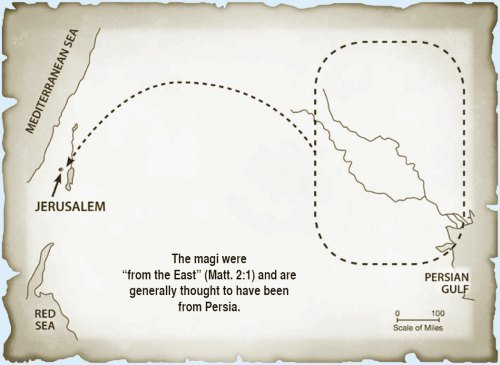 MEDITERRANEAN SEA
JERUSALEM
The magi were
“from the East” (Matt. 2:1) and are
generally thought to have been
from Persia.
RED
SEA
PERSIAN
GULF
0 100
Scale of Miles